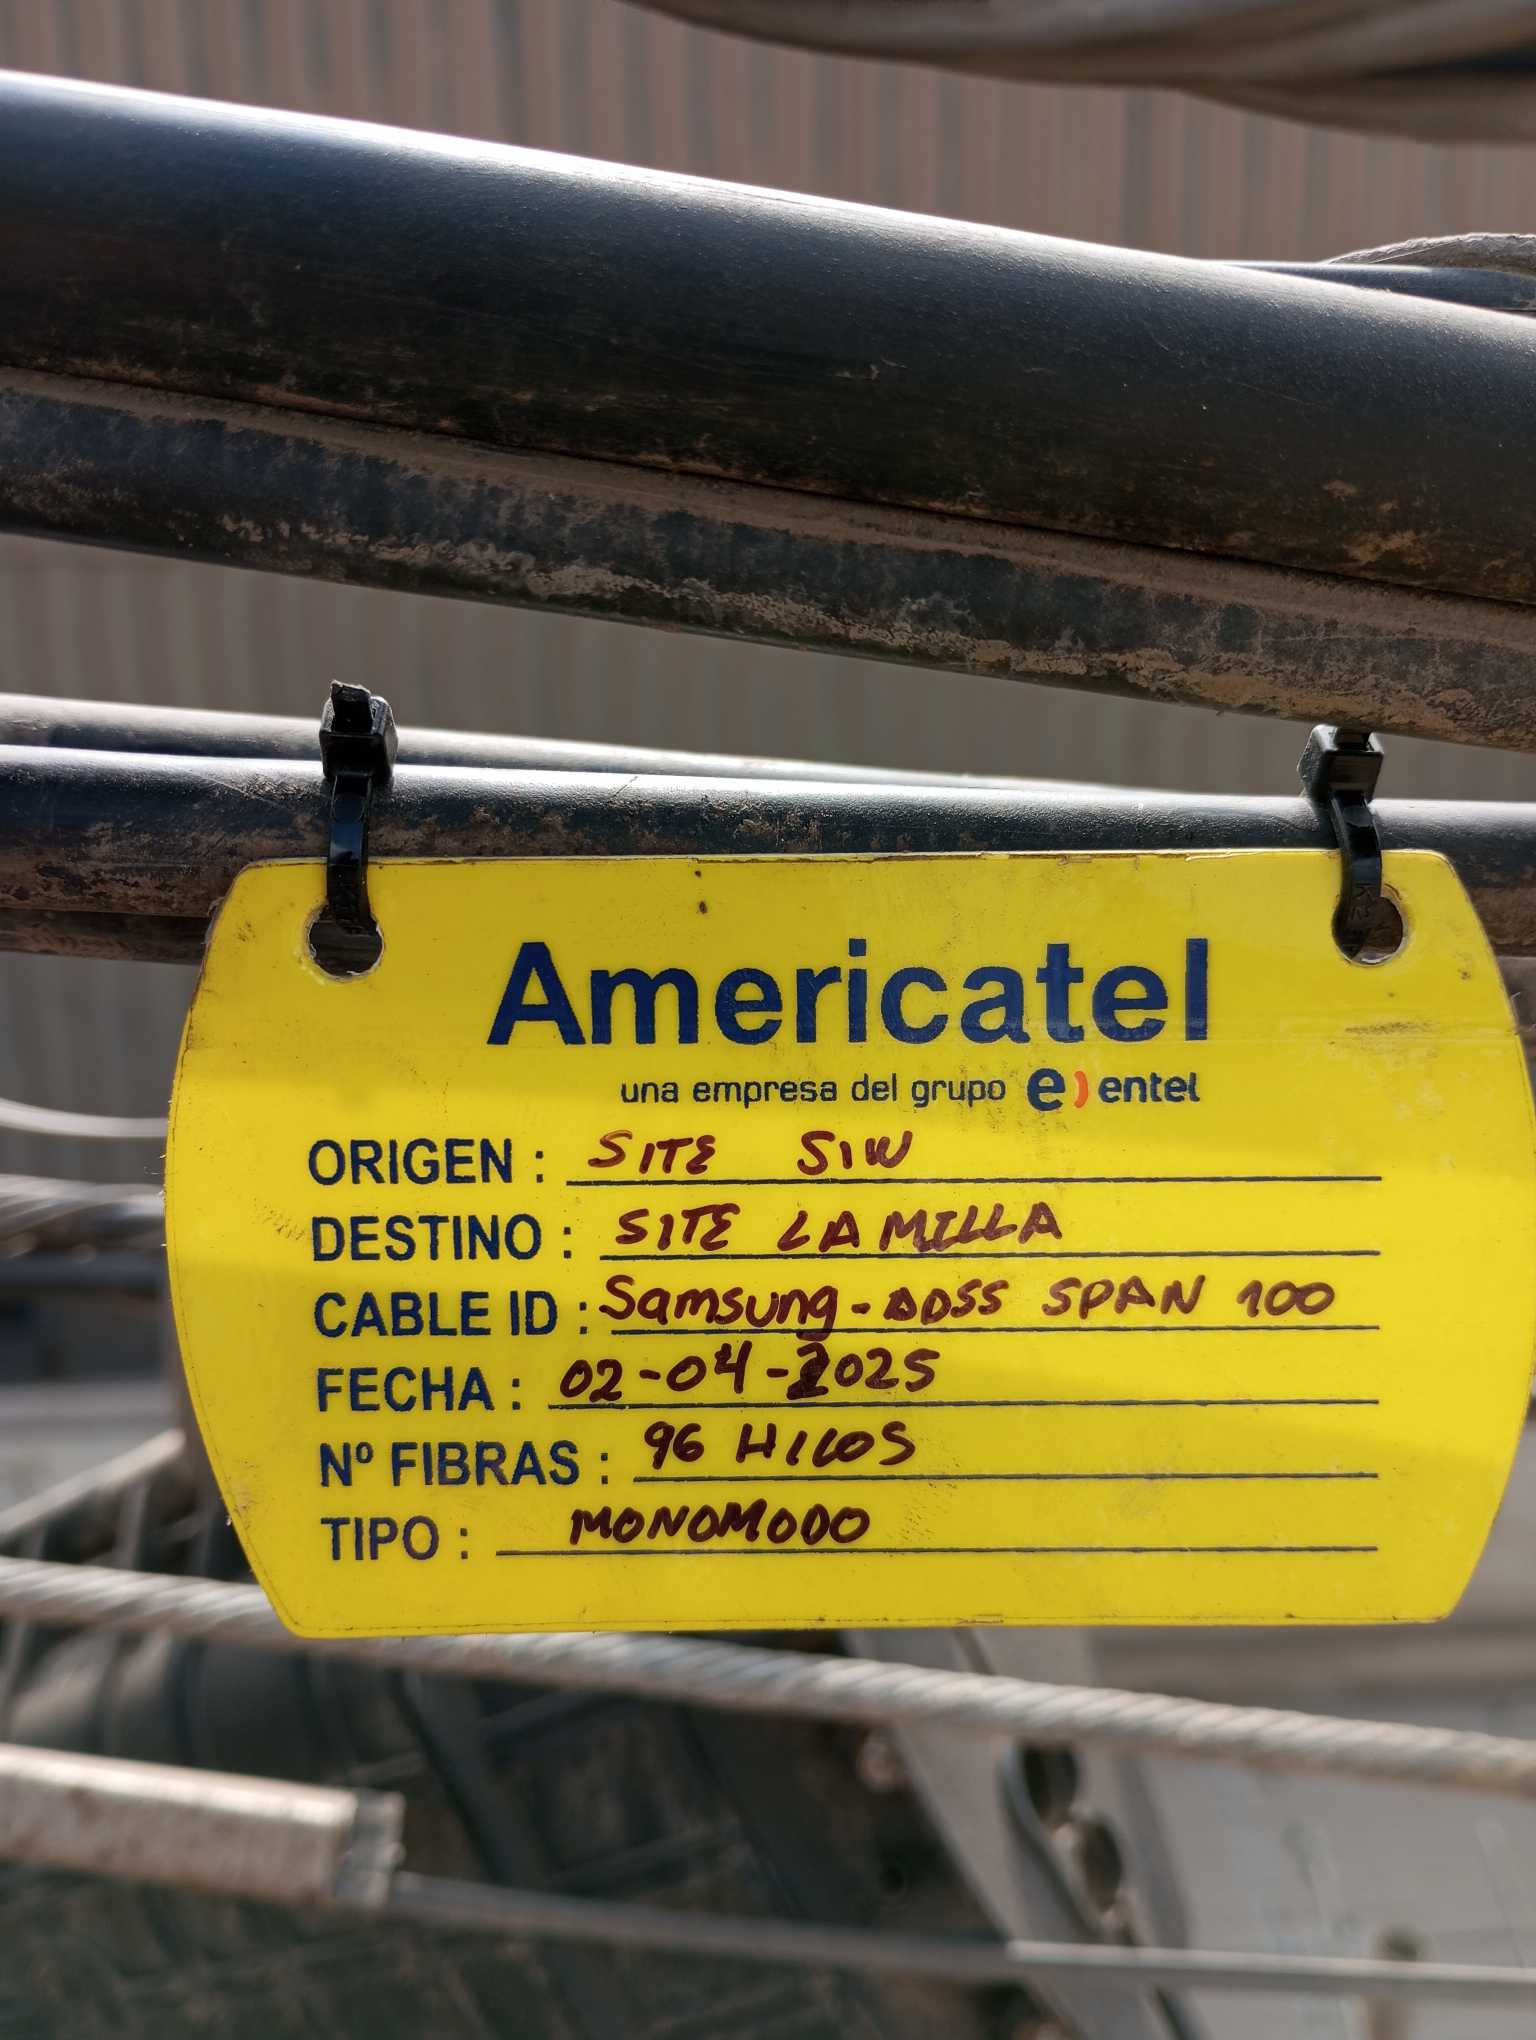 Americatel
una empresa del grupo e) entel
ORIGEN : SITE SIW
DESTINO : SITE LA MILLA
CABLE ID : Samsung - ADSS SPAN 100
FECHA : 02-04-2025
Nº FIBRAS : 96 HILOS
TIPO : MONOMODO